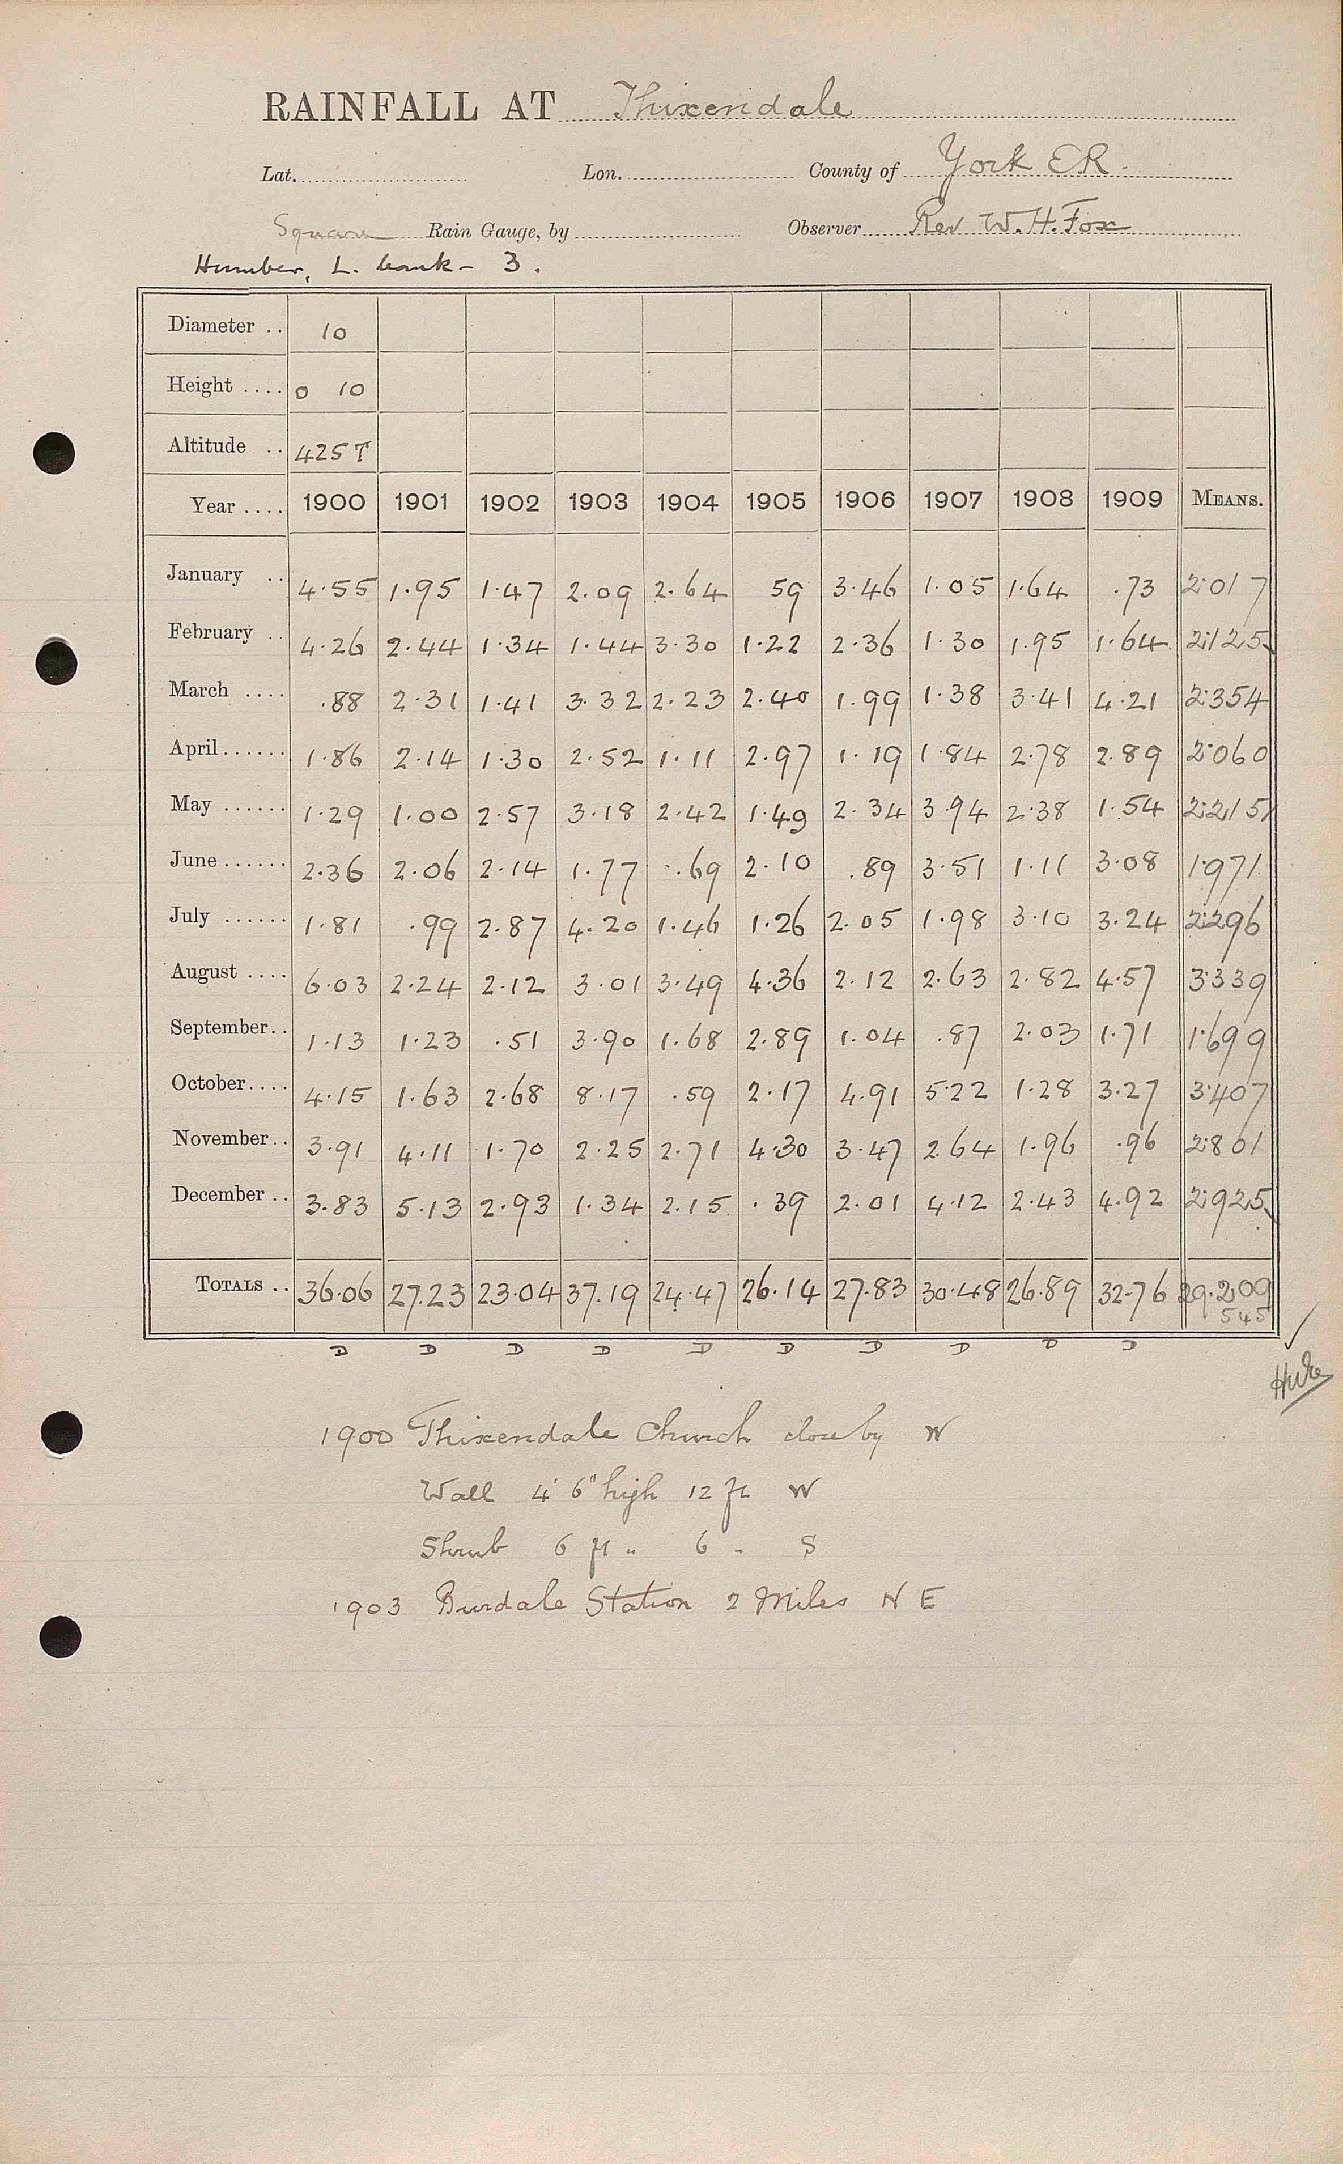 RAINFALL AT Thixendale
Lat. Lon. County of York E.R.
Square Rain Gauge, by Observer Rev W. H. Fox
Humber, L. bank - 3.
Diameter .. 10
Height .... 0 10
Altitude .. 425 T
Year .... 1900 1901 1902 1903 1904 1905 1906 1907 1908 1909 MEANS.
January .. 4.55 1.95 1.47 2.09 2.64 59 3.46 1.05 1.64 .73 2.017
February .. 4.26 2.44 1.34 1.44 3.30 1.22 2.36 1.30 1.95 1.64 2.125
March .... .88 2.31 1.41 3.32 2.23 2.40 1.99 1.38 3.41 4.21 2.354
April ...... 1.86 2.14 1.30 2.52 1.11 2.97 1.19 1.84 2.78 2.89 2.060
May ...... 1.29 1.00 2.57 3.18 2.42 1.49 2.34 3.94 2.38 1.54 2.215
June ...... 2.36 2.06 2.14 1.77 .69 2.10 .89 3.51 1.11 3.08 1.971
July ...... 1.81 .99 2.87 4.20 1.46 1.26 2.05 1.98 3.10 3.24 2.296
August .... 6.03 2.24 2.12 3.01 3.49 4.36 2.12 2.63 2.82 4.57 3.339
September .. 1.13 1.23 .51 3.90 1.68 2.89 1.04 .87 2.03 1.71 1.699
October .... 4.15 1.63 2.68 8.17 .59 2.17 4.91 5.22 1.28 3.27 3.407
November .. 3.91 4.11 1.70 2.25 2.71 4.30 3.47 2.64 1.96 .96 2.801
December .. 3.83 5.13 2.93 1.34 2.15 .39 2.01 4.12 2.43 4.92 2.925
TOTALS .. 36.06 27.23 23.04 37.19 24.47 26.14 27.83 30.48 26.89 32.76 29.209
545
D D D D D D D D D D
1900 Thixendale Church close by W
Wall 4' 6" high 12 ft W
Shrub 6 ft " 6 " S
1903 Burdale Station 2 Miles N E